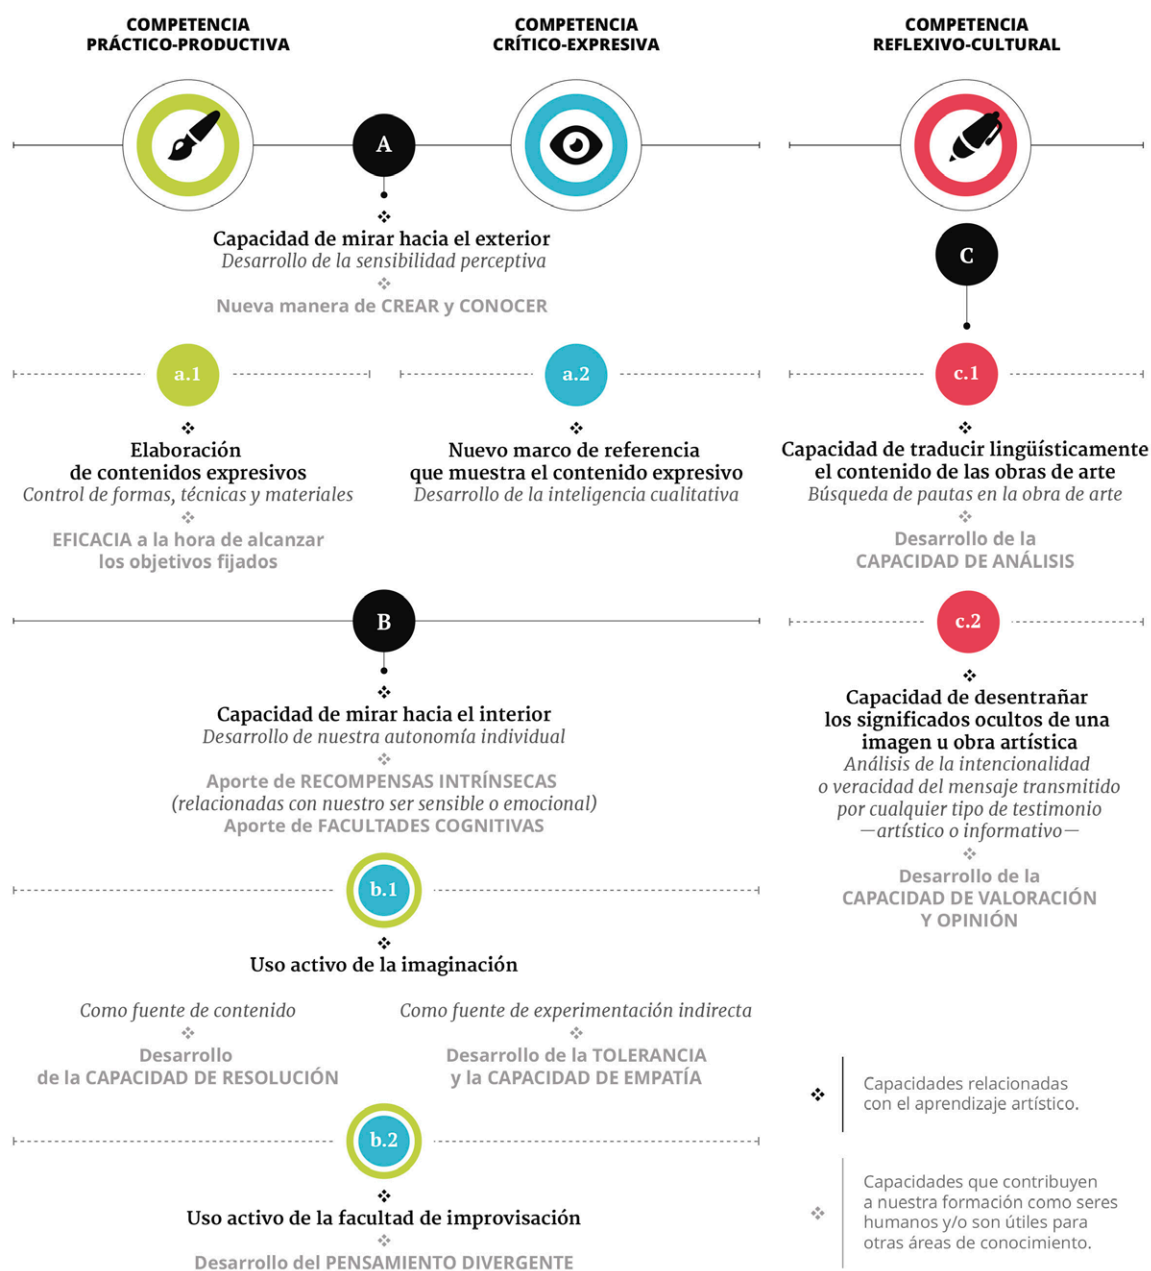 COMPETENCIA
PRÁCTICO-PRODUCTIVA
COMPETENCIA
CRÍTICO-EXPRESIVA
COMPETENCIA
REFLEXIVO-CULTURAL
A
Capacidad de mirar hacia el exterior
Desarrollo de la sensibilidad perceptiva
Nueva manera de CREAR y CONOCER
a.1
Elaboración
de contenidos expresivos
Control de formas, técnicas y materiales
EFICACIA a la hora de alcanzar
los objetivos fijados
a.2
Nuevo marco de referencia
que muestra el contenido expresivo
Desarrollo de la inteligencia cualitativa
B
Capacidad de mirar hacia el interior
Desarrollo de nuestra autonomía individual
Aporte de RECOMPENSAS INTRÍNSECAS
(relacionadas con nuestro ser sensible o emocional)
Aporte de FACULTADES COGNITIVAS
b.1
Uso activo de la imaginación
Como fuente de contenido
Desarrollo
de la CAPACIDAD DE RESOLUCIÓN
Como fuente de experimentación indirecta
Desarrollo de la TOLERANCIA
y la CAPACIDAD DE EMPATÍA
b.2
Uso activo de la facultad de improvisación
Desarrollo del PENSAMIENTO DIVERGENTE
C
c.1
Capacidad de traducir lingüísticamente
el contenido de las obras de arte
Búsqueda de pautas en la obra de arte
Desarrollo de la
CAPACIDAD DE ANÁLISIS
c.2
Capacidad de desentrañar
los significados ocultos de una
imagen u obra artística
Análisis de la intencionalidad
o veracidad del mensaje transmitido
por cualquier tipo de testimonio
—artístico o informativo—
Desarrollo de la
CAPACIDAD DE VALORACIÓN
Y OPINIÓN
Capacidades relacionadas
con el aprendizaje artístico.
Capacidades que contribuyen
a nuestra formación como seres
humanos y/o son útiles para
otras áreas de conocimiento.